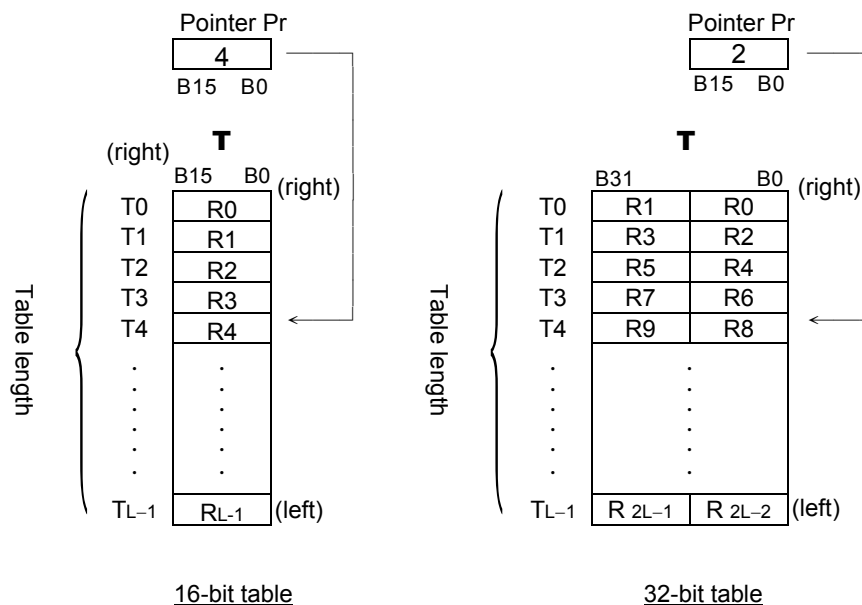 Pointer Pr
4
B15 B0
T
(right)
B15 B0
(right)
T0 R0
T1 R1
T2 R2
T3 R3
T4 R4
Table length
TL–1 RL-1 (left)
16-bit table
Pointer Pr
2
B15 B0
T
B31 B0
(right)
T0 R1 R0
T1 R3 R2
T2 R5 R4
T3 R7 R6
T4 R9 R8
Table length
TL–1 R 2L–1 R 2L–2 (left)
32-bit table